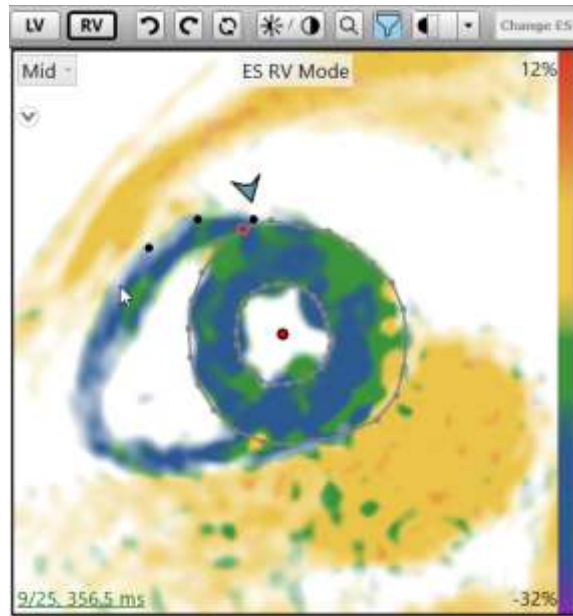 LV RV Change ES
Mid ES RV Mode 12%
9/25, 356.5 ms -32%